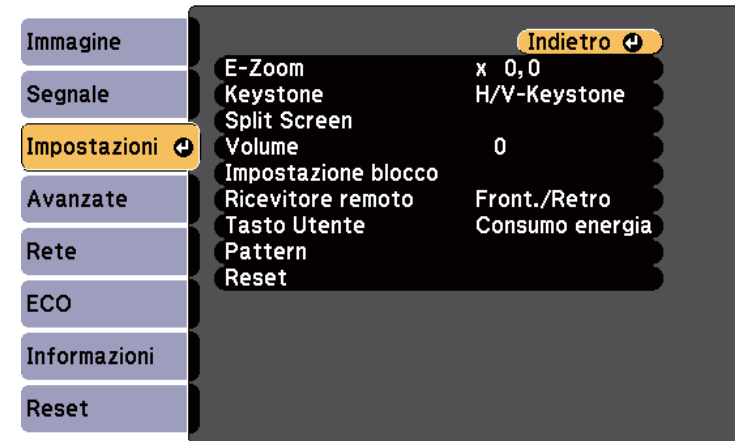 Immagine
Segnale
Impostazioni
Avanzate
Rete
ECO
Informazioni
Reset
Indietro
E-Zoom x 0,0
Keystone H/V-Keystone
Split Screen
Volume 0
Impostazione blocco
Ricevitore remoto Front./Retro
Tasto Utente Consumo energia
Pattern
Reset